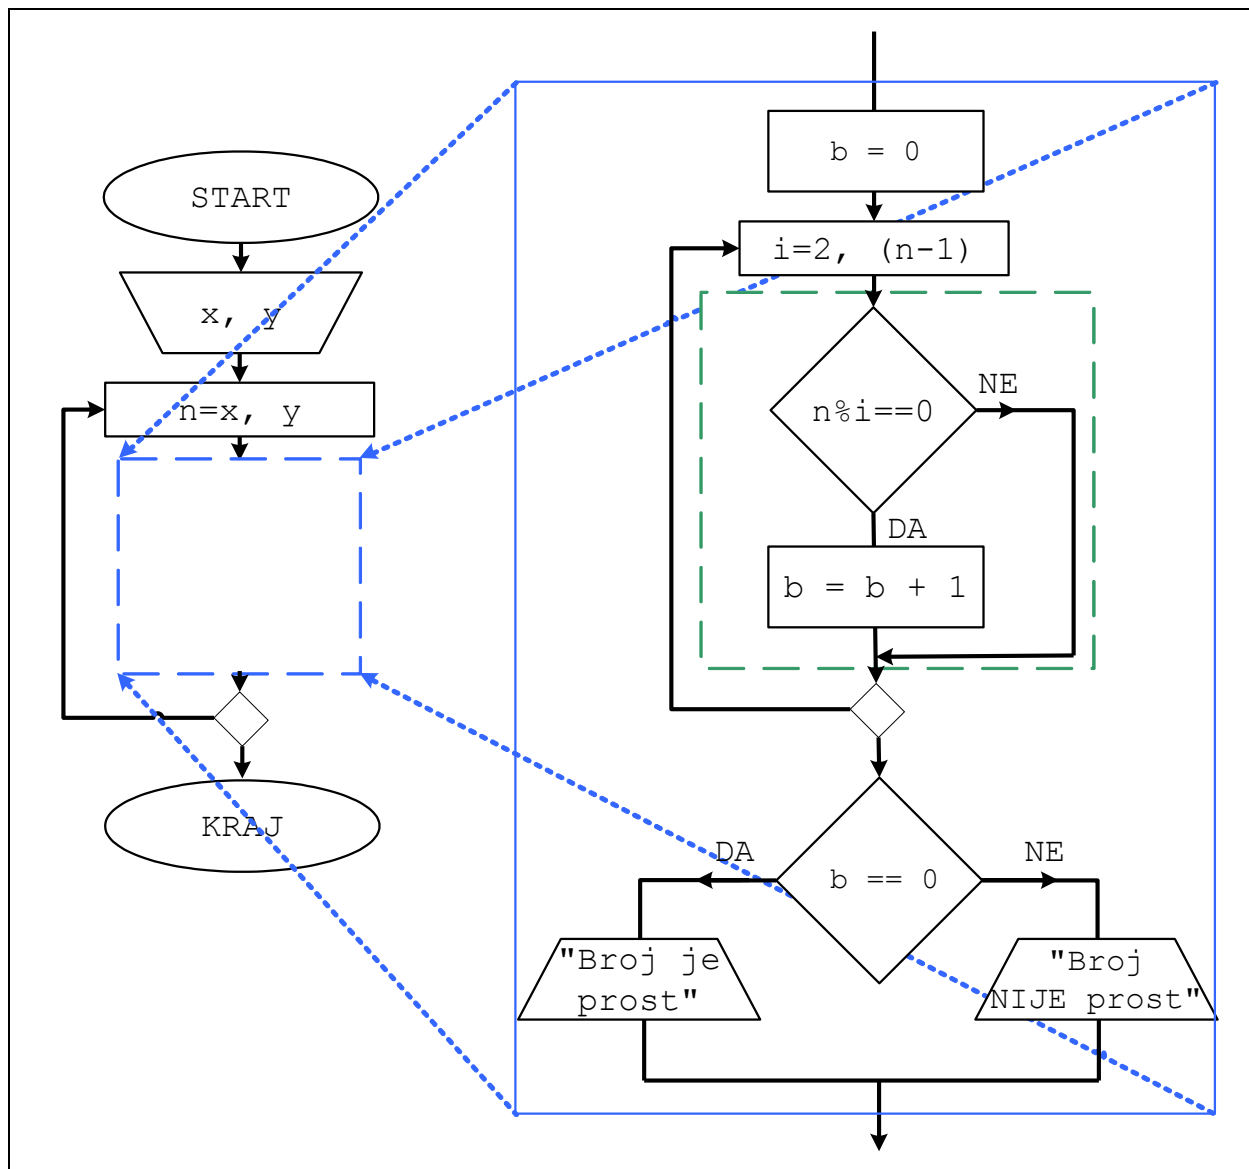 START
x, y
n=x, y
KRAJ
b = 0
i=2, (n-1)
n%i==0
NE
DA
b = b + 1
b == 0
DA
NE
"Broj je
prost"
"Broj
NIJE prost"